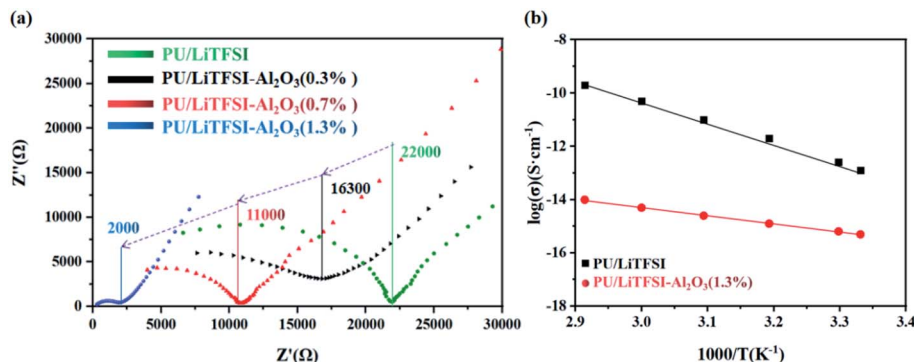 (a)
30000
25000
20000
15000
10000
5000
0
Z''(Ω)
PU/LiTFSI
PU/LiTFSI-Al₂O₃(0.3% )
PU/LiTFSI-Al₂O₃(0.7% )
PU/LiTFSI-Al₂O₃(1.3% )
2000
11000
16300
22000
0 5000 10000 15000 20000 25000 30000
Z'(Ω)
(b)
-8
-10
-12
-14
-16
-18
log(σ)(S·cm⁻¹)
PU/LiTFSI
PU/LiTFSI-Al₂O₃(1.3%)
2.9 3.0 3.1 3.2 3.3 3.4
1000/T(K⁻¹)